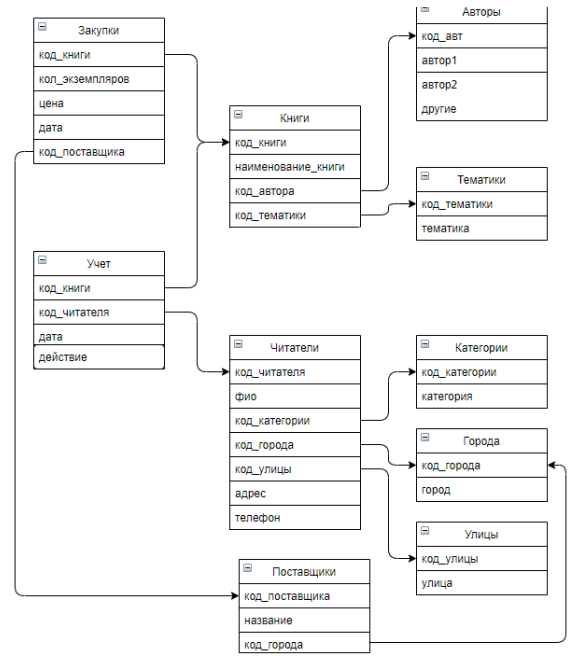 Закупки
код_книги
кол_экземпляров
цена
дата
код_поставщика
Учет
код_книги
код_читателя
дата
действие
Книги
код_книги
наименование_книги
код_автора
код_тематики
Авторы
код_авт
автор1
автор2
другие
Тематики
код_тематики
тематика
Читатели
код_читателя
фио
код_категории
код_города
код_улицы
адрес
телефон
Категории
код_категории
категория
Города
код_города
город
Улицы
код_улицы
улица
Поставщики
код_поставщика
название
код_города